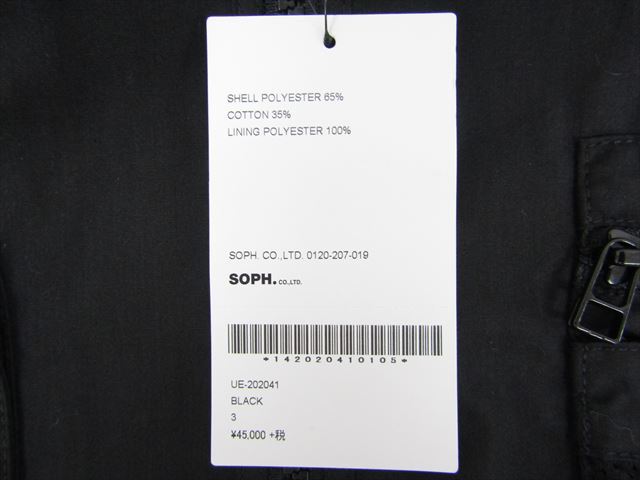 SHELL POLYESTER 65%
COTTON 35%
LINING POLYESTER 100%
SOPH. CO.,LTD. 0120-207-019
SOPH. CO.,LTD.
*142020410105*
UE-202041
BLACK
3
¥45,000 +税